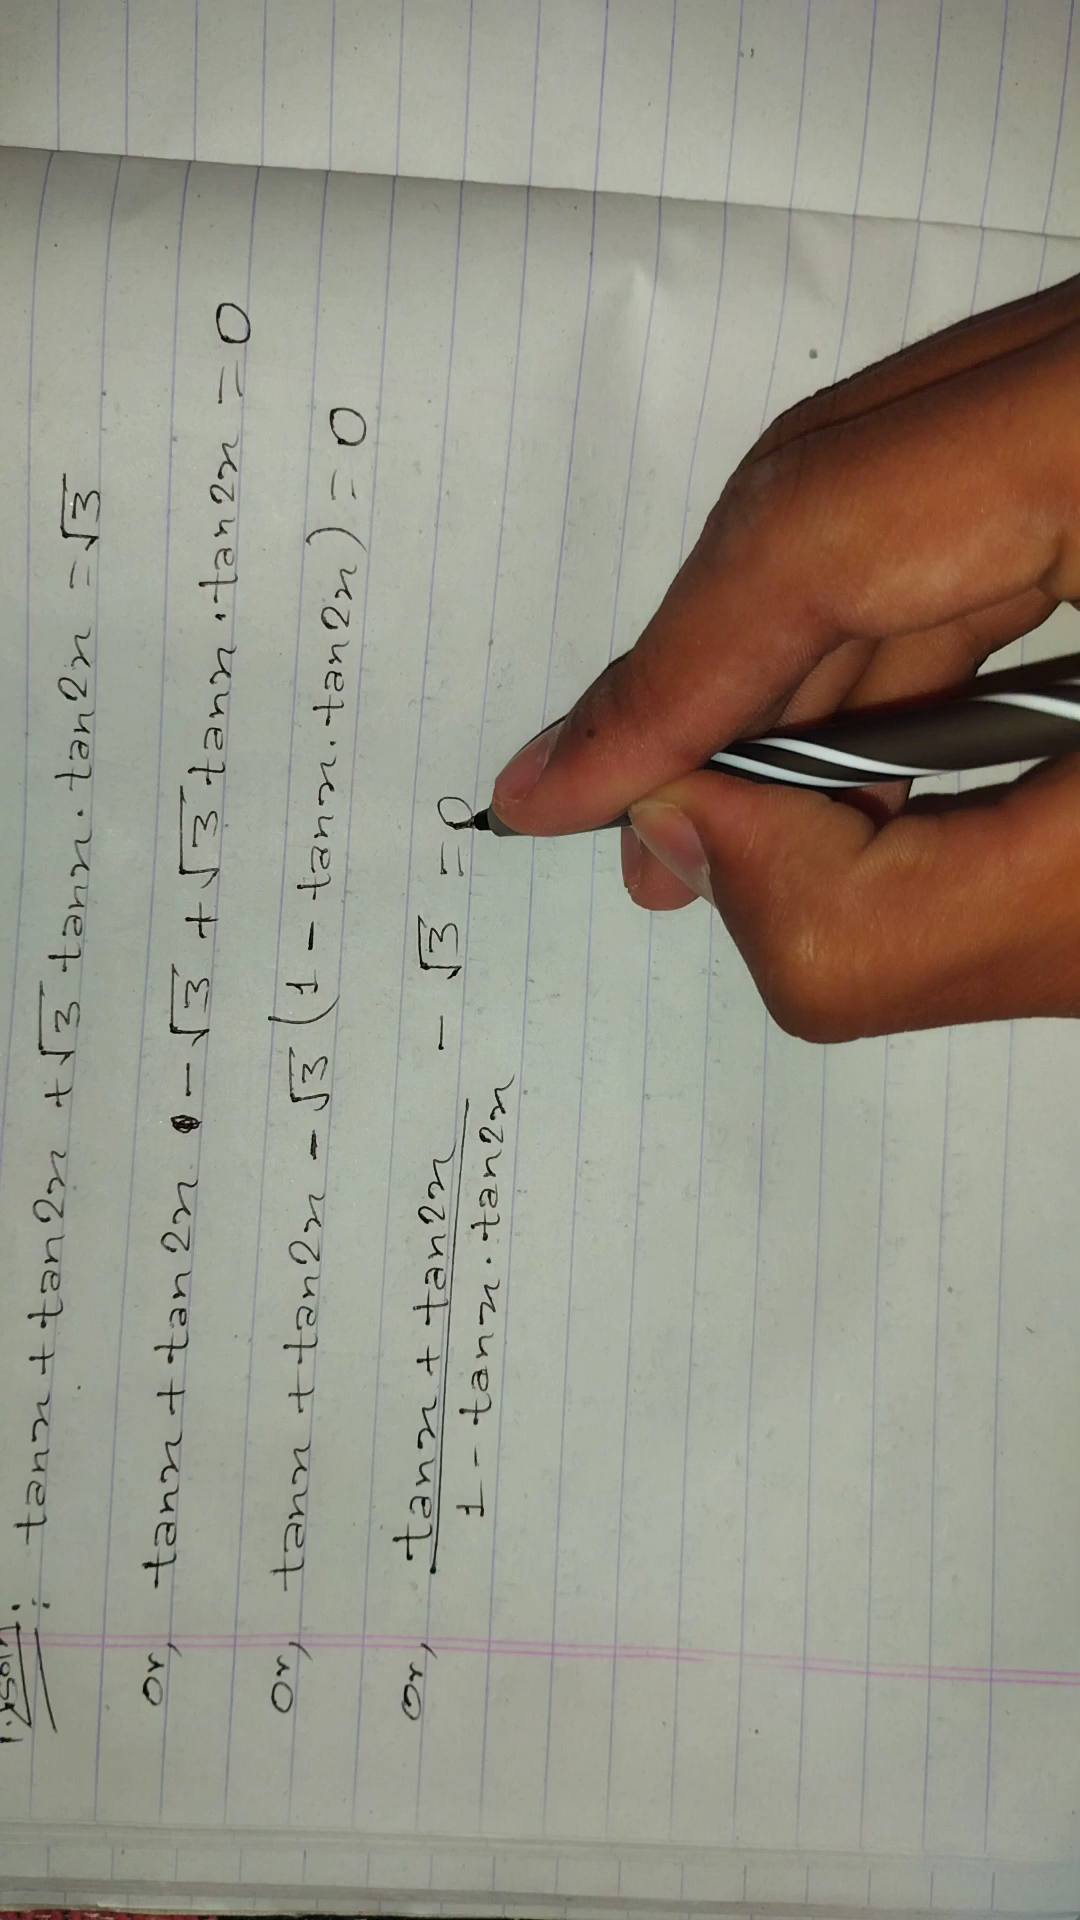 1. Soln:
tanx + tan2x + √3 tanx · tan2x = √3
or, tanx + tan2x - √3 + √3 tanx · tan2x = 0
or, tanx + tan2x - √3 (1 - tanx · tan2x) = 0
or, (tanx + tan2x)/(1 - tanx · tan2x) - √3 = 0